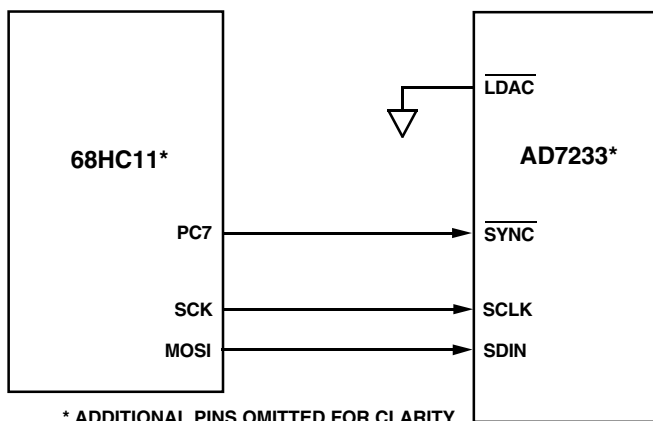 LDAC
68HC11*
AD7233*
PC7
SYNC
SCK
SCLK
MOSI
SDIN
* ADDITIONAL PINS OMITTED FOR CLARITY